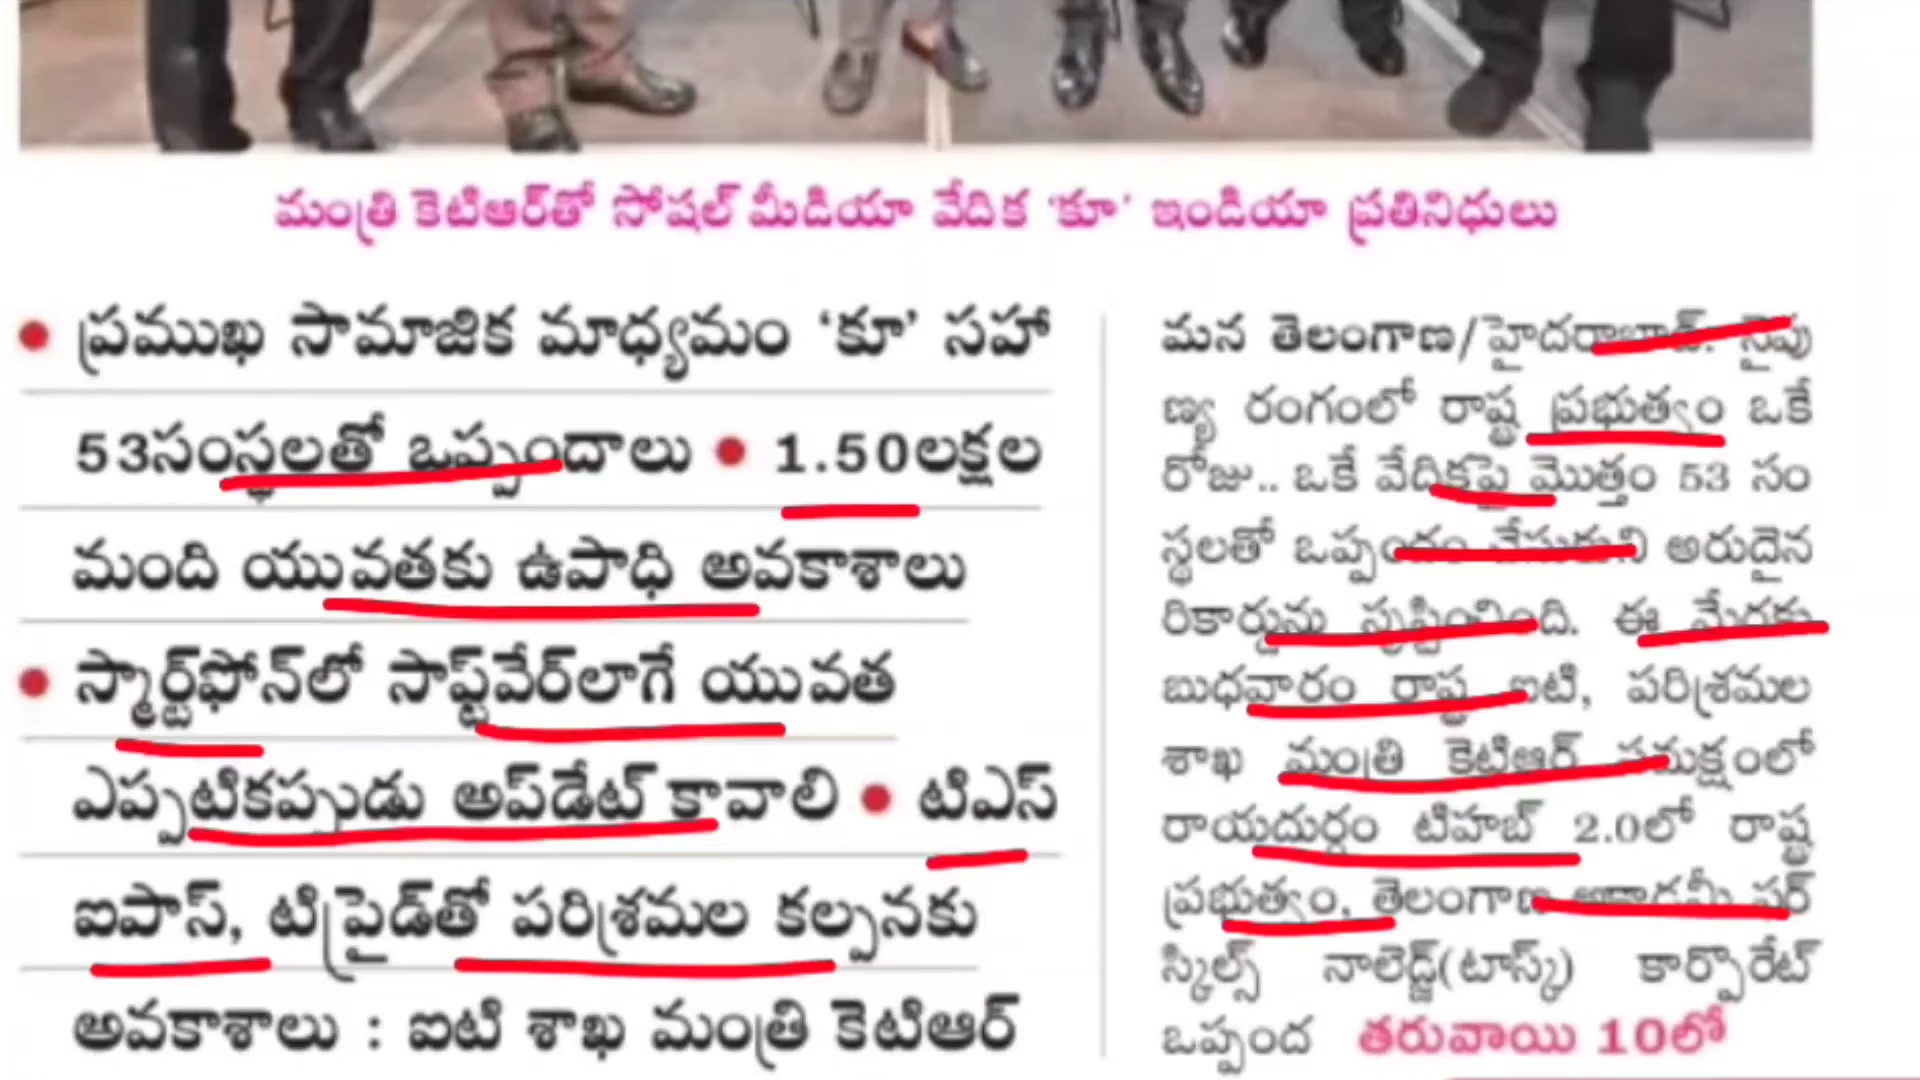 మంత్రి కెటిఆర్‌తో సోషల్ మీడియా వేదిక ‘కూ’ ఇండియా ప్రతినిధులు
● ప్రముఖ సామాజిక మాధ్యమం ‘కూ’ సహా
53సంస్థలతో ఒప్పందాలు ● 1.50లక్షల
మంది యువతకు ఉపాధి అవకాశాలు
● స్మార్ట్‌ఫోన్‌లో సాఫ్ట్‌వేర్‌లాగే యువత
ఎప్పటికప్పుడు అప్‌డేట్ కావాలి ● టిఎస్
ఐపాస్, టిప్రైడ్‌తో పరిశ్రమల కల్పనకు
అవకాశాలు : ఐటి శాఖ మంత్రి కెటిఆర్
మన తెలంగాణ/హైదరాబాద్: నైపు
ణ్య రంగంలో రాష్ట్ర ప్రభుత్వం ఒకే
రోజు.. ఒకే వేదికపై మొత్తం 53 సం
స్థలతో ఒప్పందం చేసుకుని అరుదైన
రికార్డును సృష్టించింది. ఈ మేరకు
బుధవారం రాష్ట్ర ఐటి, పరిశ్రమల
శాఖ మంత్రి కెటిఆర్ సమక్షంలో
రాయదుర్గం టిహబ్ 2.0లో రాష్ట్ర
ప్రభుత్వం, తెలంగాణ అకాడమీ ఫర్
స్కిల్స్ నాలెడ్జ్(టాస్క్) కార్పొరేట్
ఒప్పంద తరువాయి 10లో